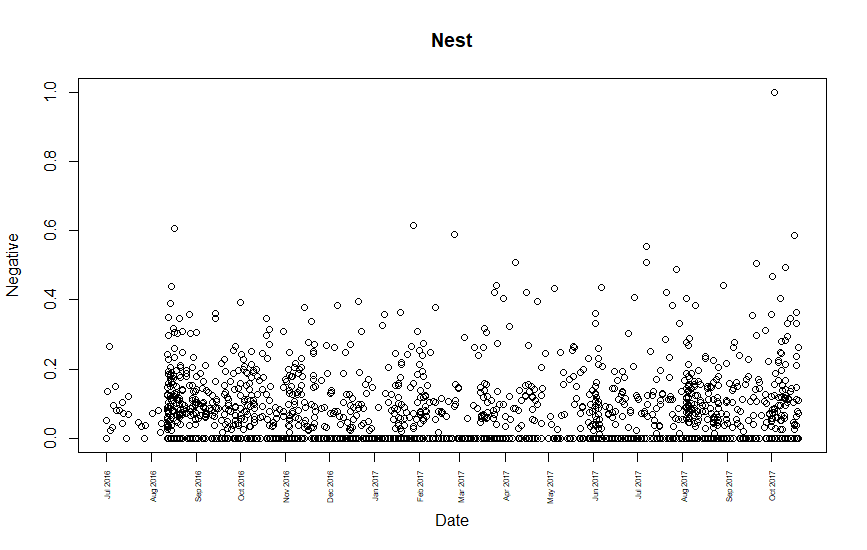 Nest
Negative
1.0
0.8
0.6
0.4
0.2
0.0
Jul 2016
Aug 2016
Sep 2016
Oct 2016
Nov 2016
Dec 2016
Jan 2017
Feb 2017
Mar 2017
Apr 2017
May 2017
Jun 2017
Jul 2017
Aug 2017
Sep 2017
Oct 2017
Date